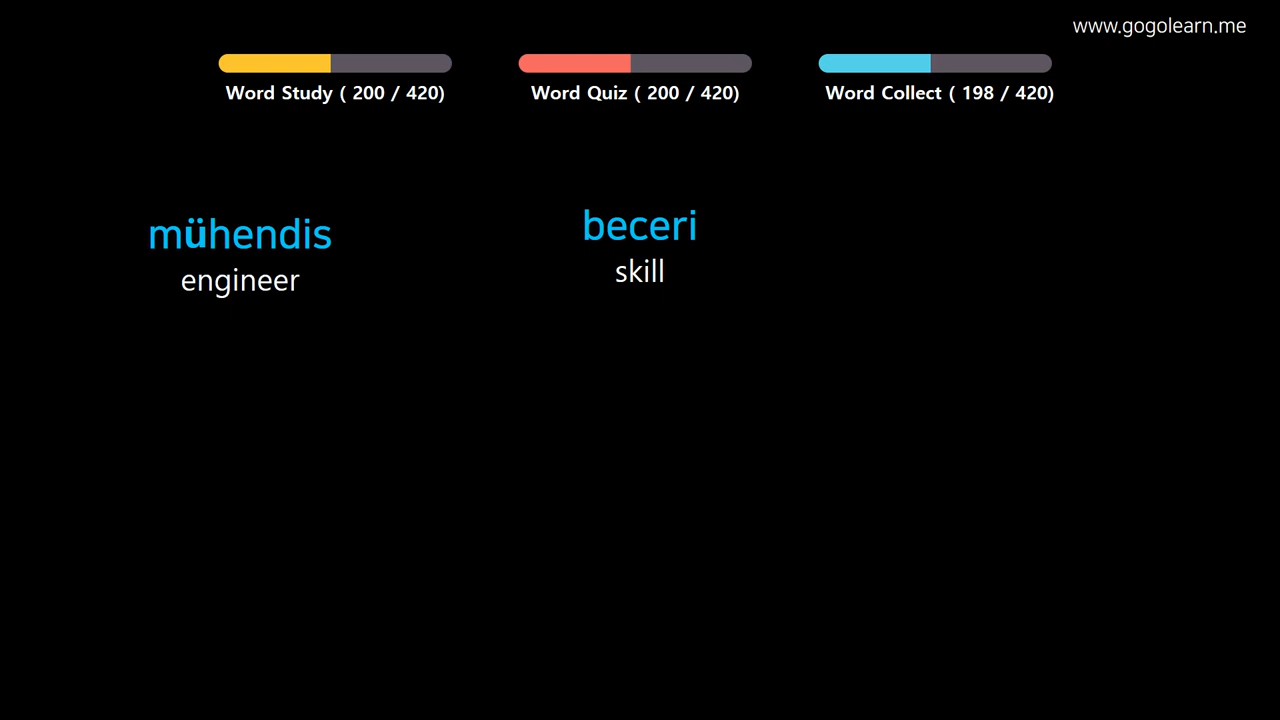 www.gogolearn.me
Word Study ( 200 / 420)
Word Quiz ( 200 / 420)
Word Collect ( 198 / 420)
mühendis
engineer
beceri
skill